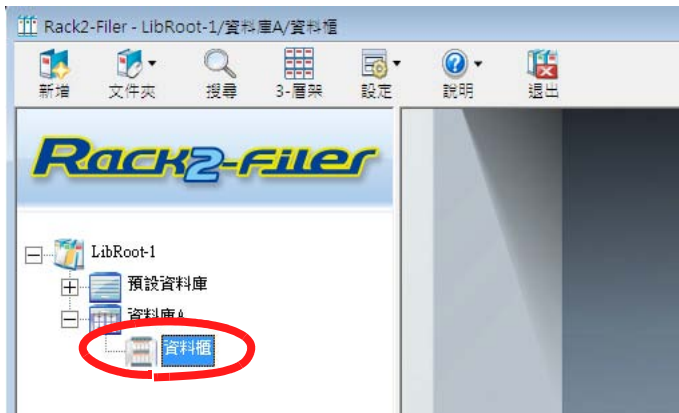 Rack2-Filer - LibRoot-1/資料庫A/資料櫃
新增 文件夾 搜尋 3-層架 設定 說明 退出
Rack2-Filer
LibRoot-1
預設資料庫
資料庫A
資料櫃